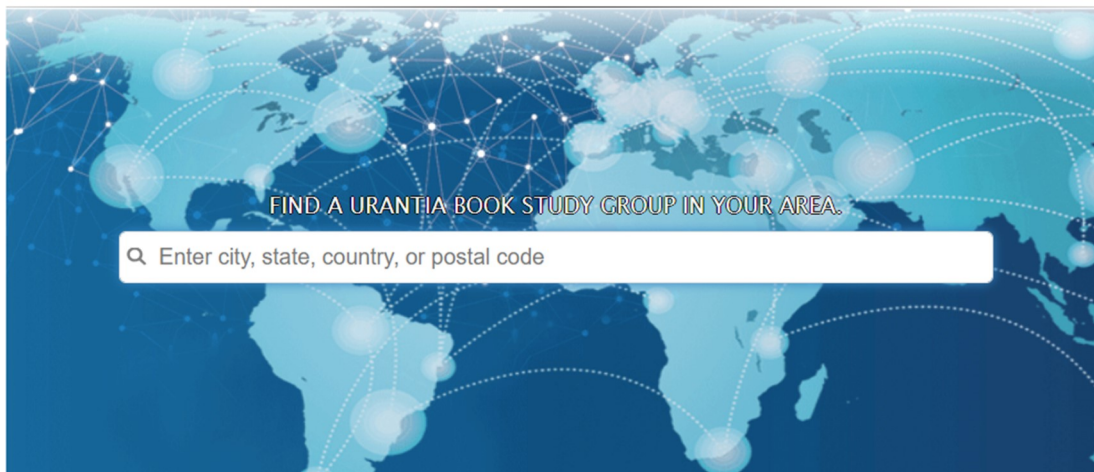 FIND A URANTIA BOOK STUDY GROUP IN YOUR AREA.
Enter city, state, country, or postal code